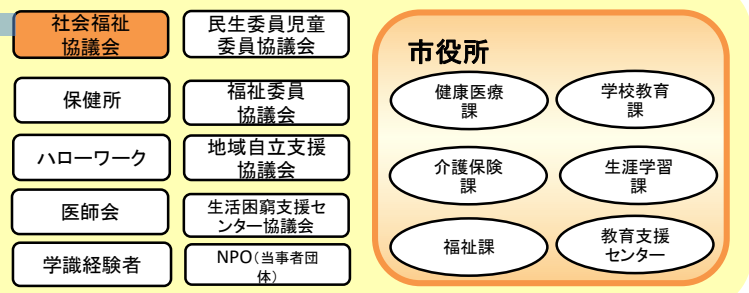 社会福祉
協議会
民生委員児童
委員協議会
保健所
福祉委員
協議会
ハローワーク
地域自立支援
協議会
医師会
生活困窮支援セ
ンター協議会
学識経験者
NPO(当事者団
体)
市役所
健康医療
課
学校教育
課
介護保険
課
生涯学習
課
福祉課
教育支援
センター